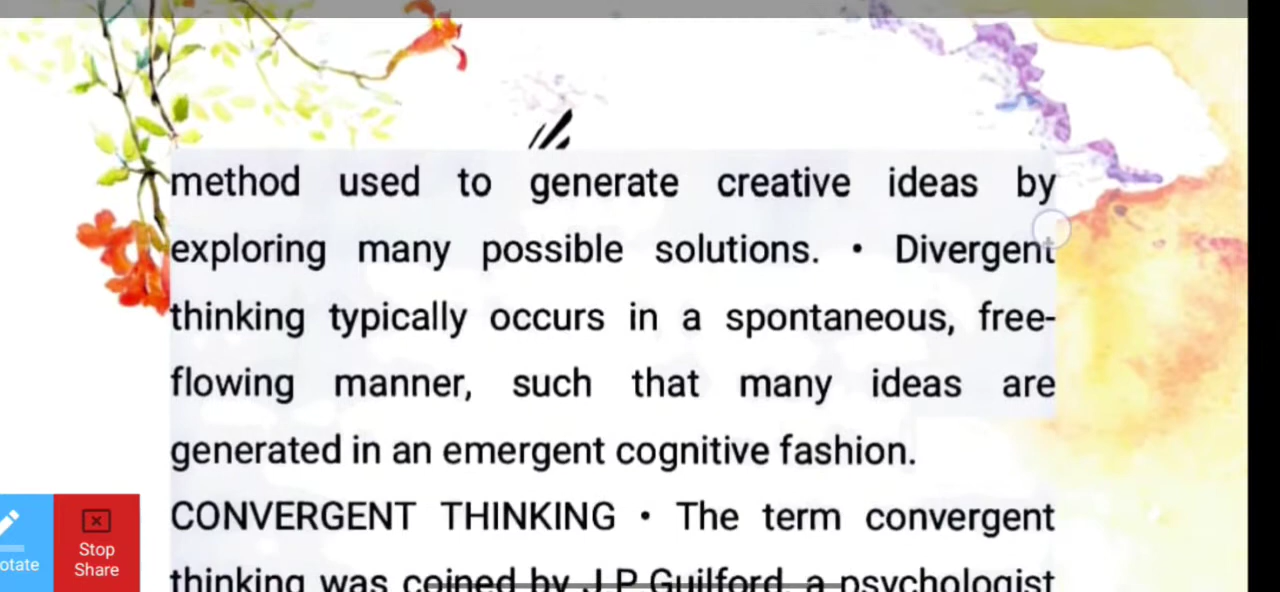 method used to generate creative ideas by
exploring many possible solutions. • Divergent
thinking typically occurs in a spontaneous, free-
flowing manner, such that many ideas are
generated in an emergent cognitive fashion.
CONVERGENT THINKING • The term convergent
thinking was coined by J.P.Guilford, a psychologist
otate
Stop
Share